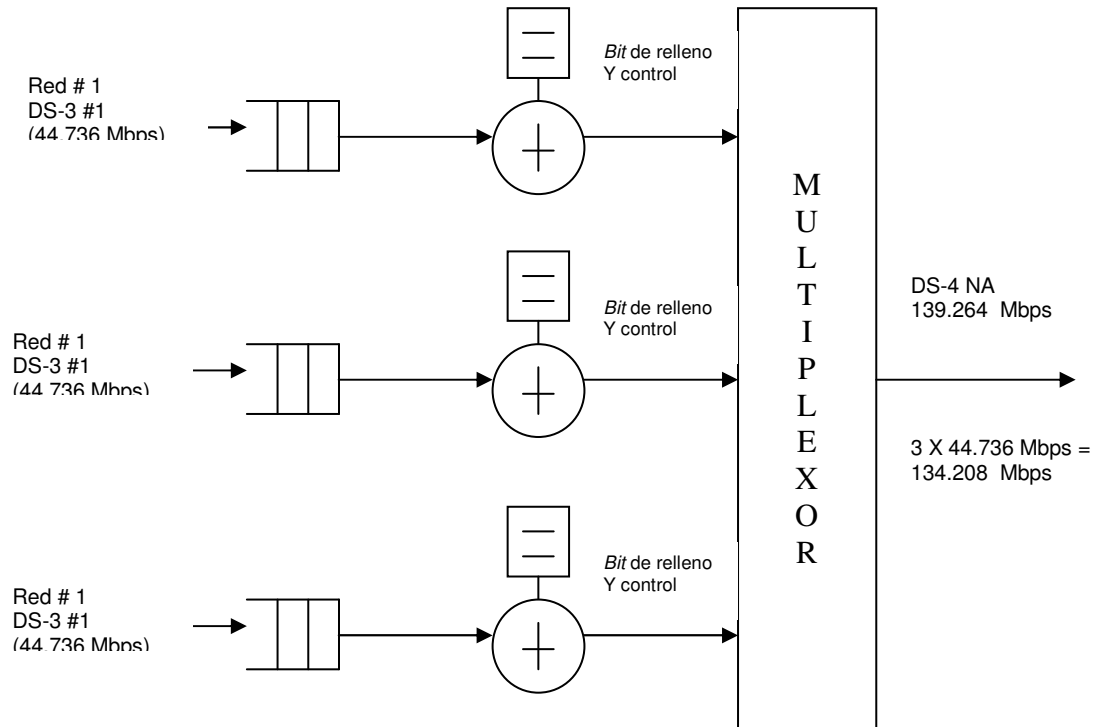 Bit de relleno
Y control
Red # 1
DS-3 #1
(44.736 Mbps)
Bit de relleno
Y control
Red # 1
DS-3 #1
(44.736 Mbps)
Bit de relleno
Y control
Red # 1
DS-3 #1
(44.736 Mbps)
M
U
L
T
I
P
L
E
X
O
R
DS-4 NA
139.264 Mbps
3 X 44.736 Mbps =
134.208 Mbps